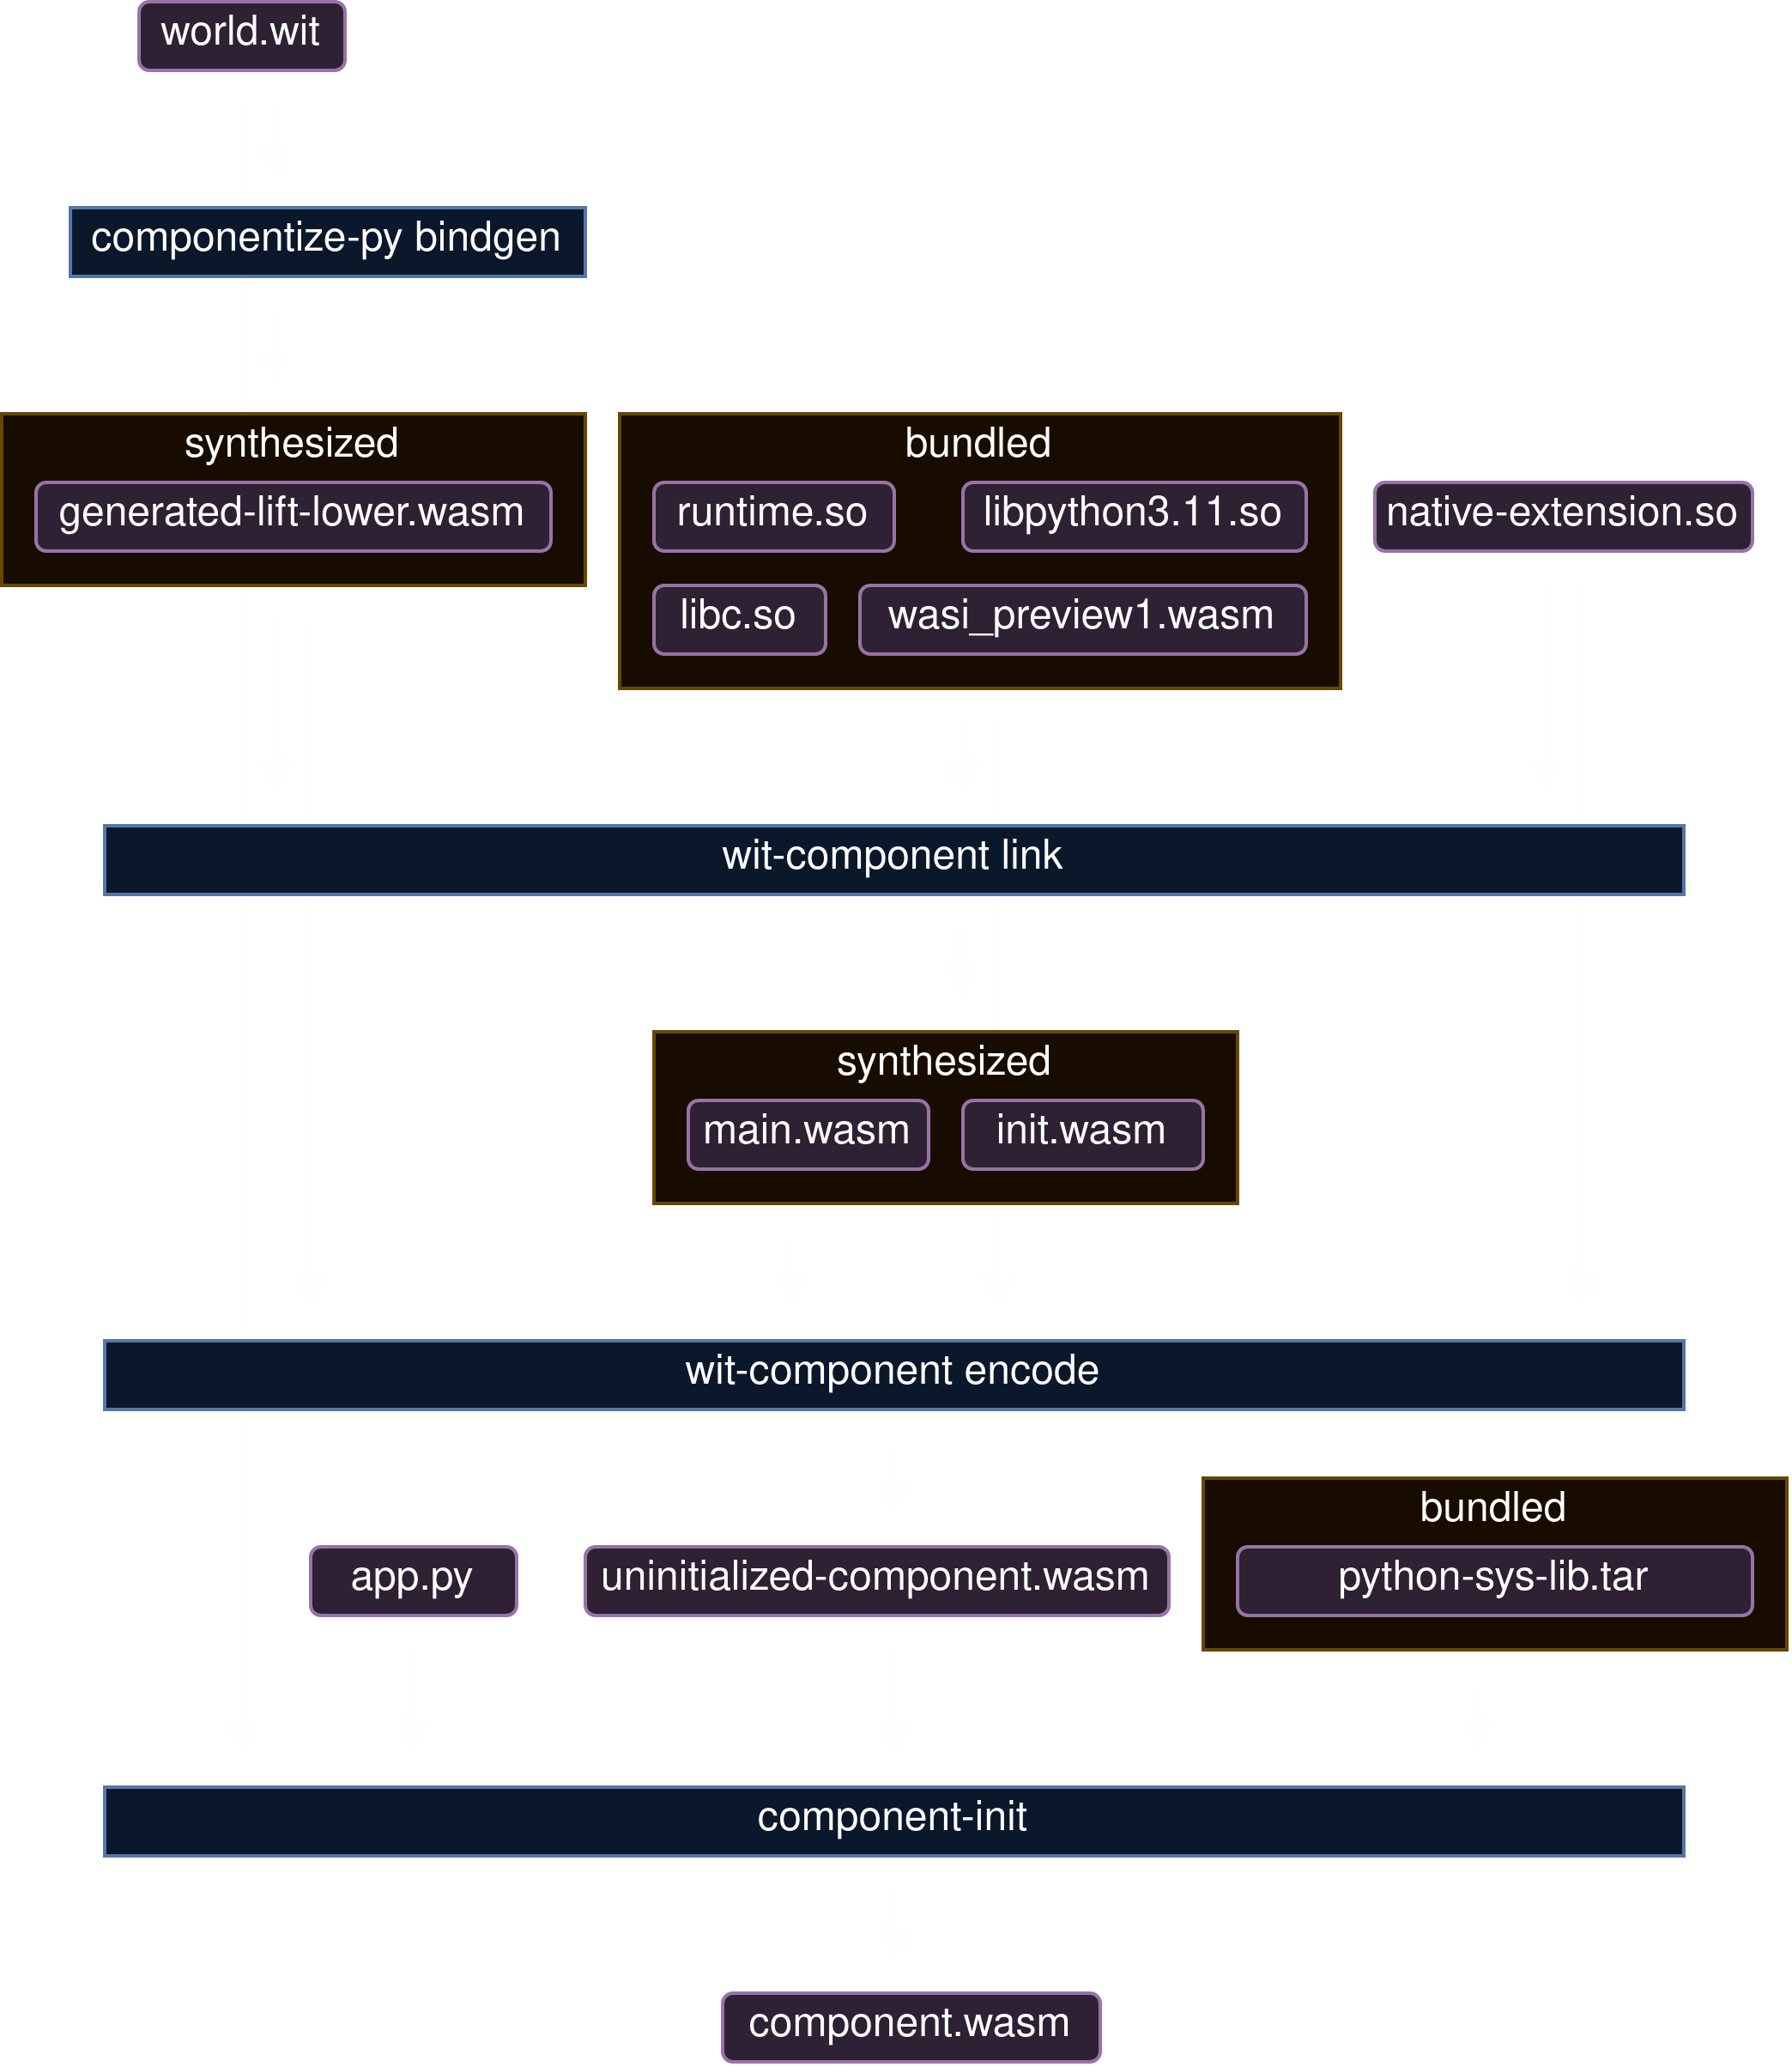 world.wit
componentize-py bindgen
synthesized
generated-lift-lower.wasm
bundled
runtime.so
libpython3.11.so
libc.so
wasi_preview1.wasm
native-extension.so
wit-component link
synthesized
main.wasm
init.wasm
wit-component encode
app.py
uninitialized-component.wasm
bundled
python-sys-lib.tar
component-init
component.wasm